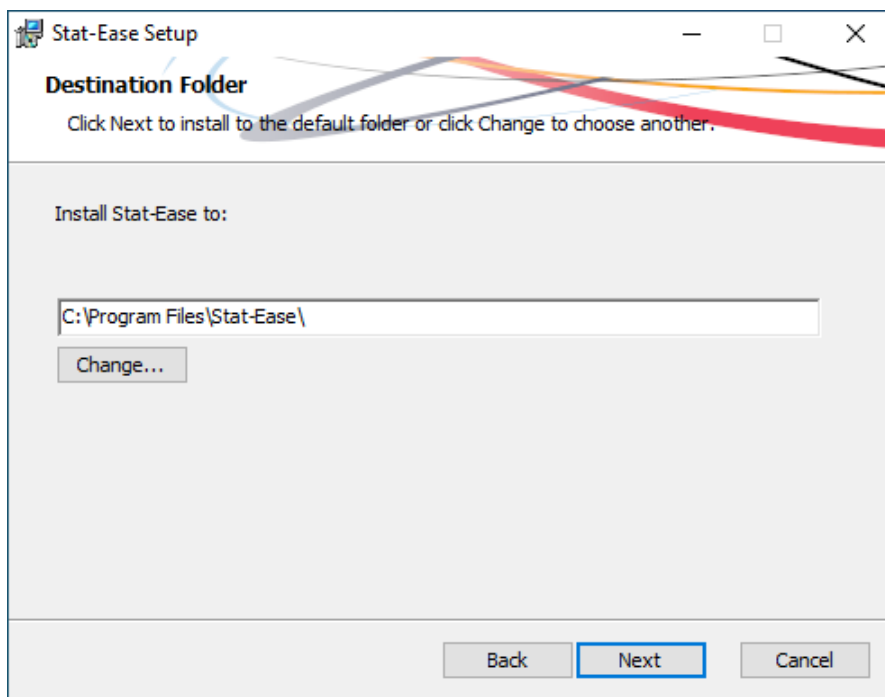 Stat-Ease Setup
Destination Folder
Click Next to install to the default folder or click Change to choose another.
Install Stat-Ease to:
C:\Program Files\Stat-Ease\
Change...
Back Next Cancel